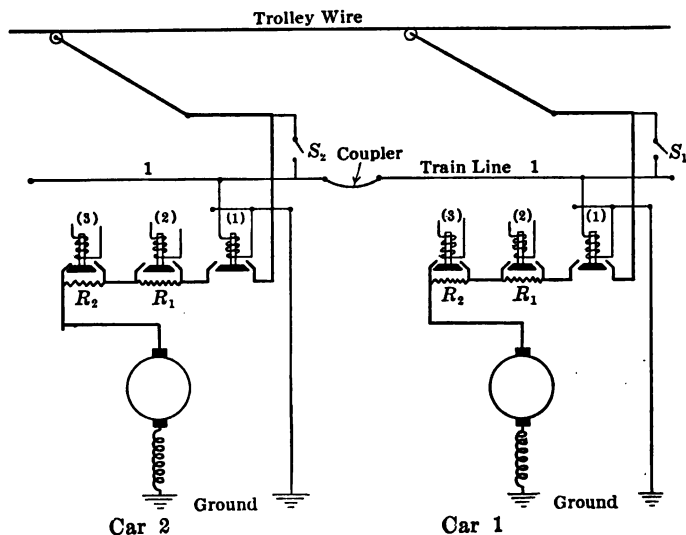 Trolley Wire
S₂
Coupler
S₁
1
Train Line 1
(3)
(2)
(1)
(3)
(2)
(1)
R₂
R₁
R₂
R₁
Ground
Ground
Car 2
Car 1